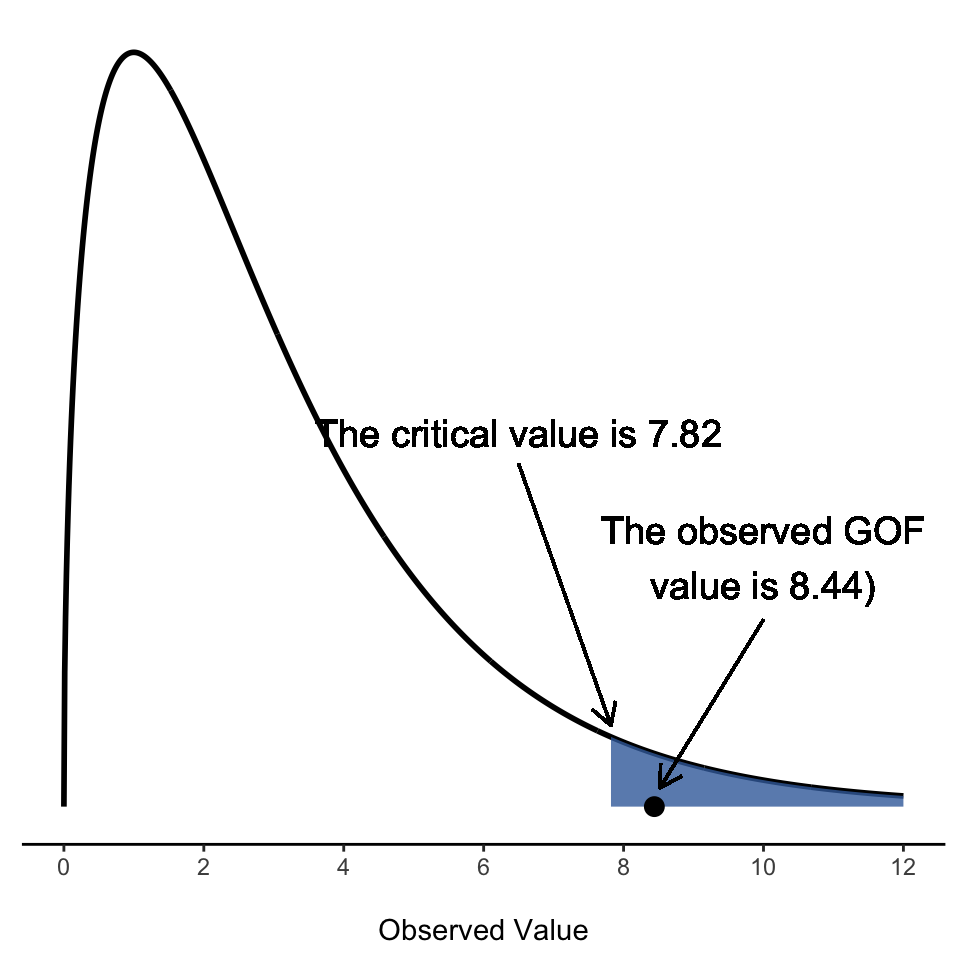 The critical value is 7.82
The observed GOF
value is 8.44)
0 2 4 6 8 10 12
Observed Value